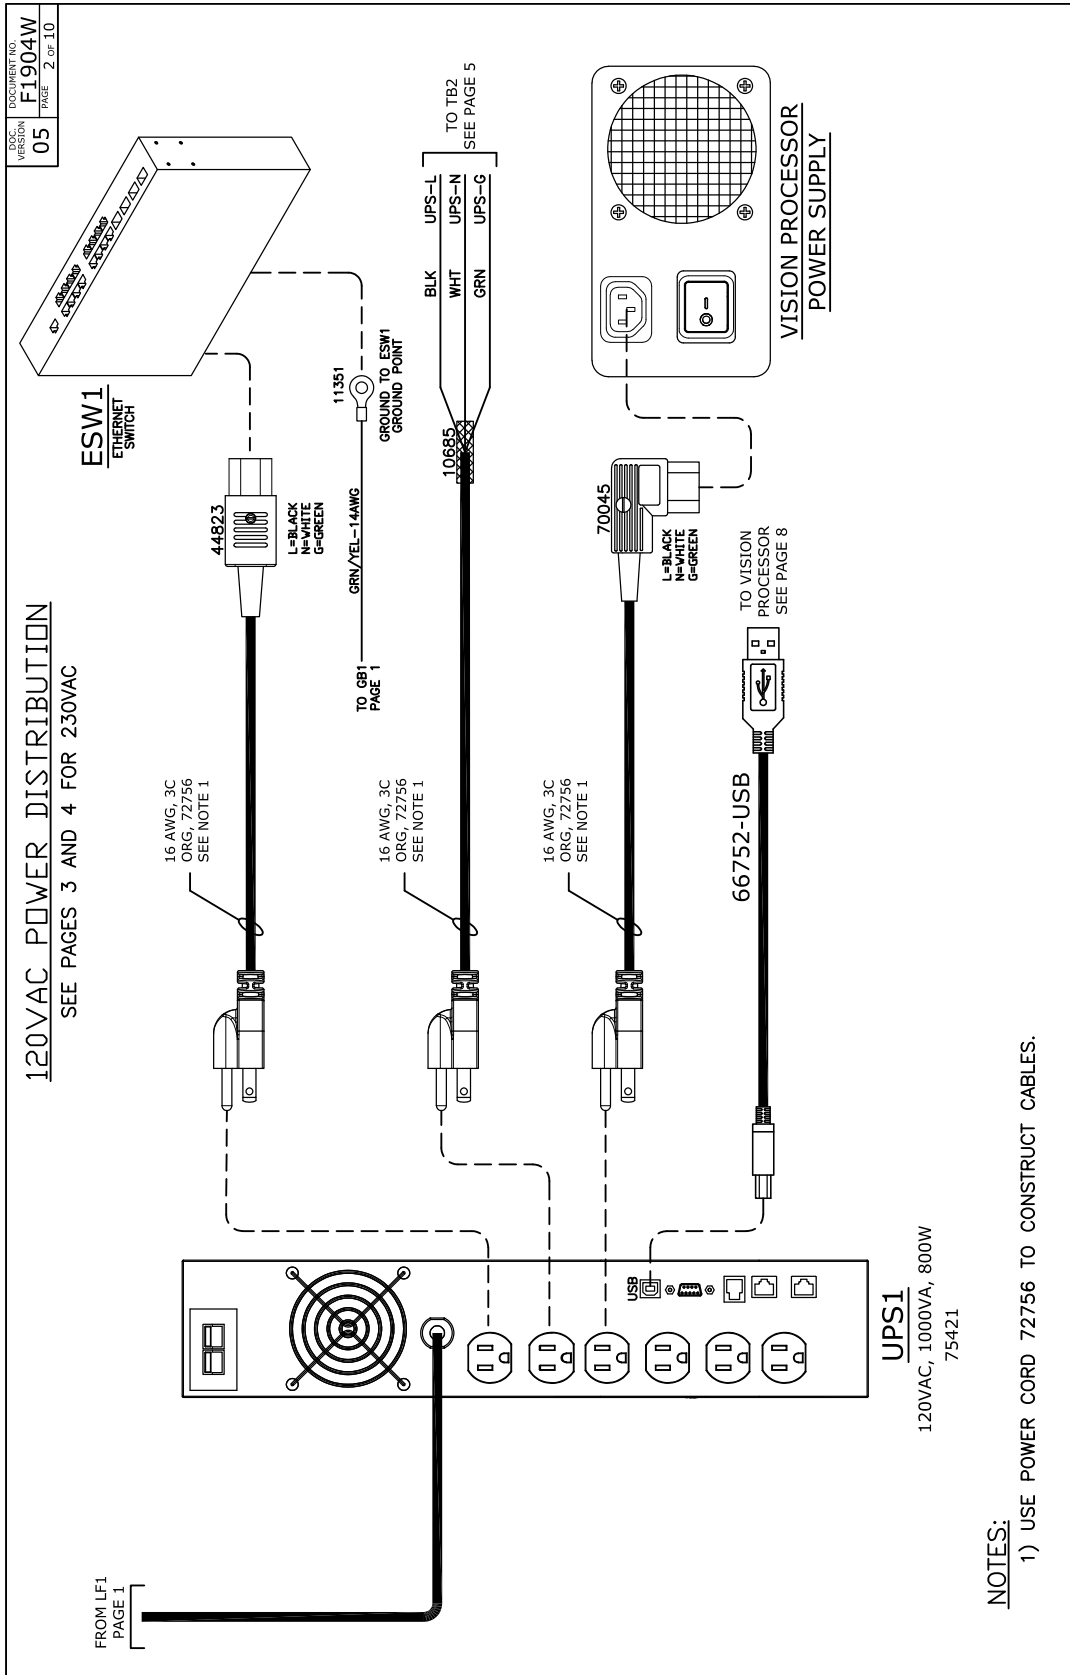 DOC. VERSION
05
DOCUMENT NO.
F1904W
PAGE 2 OF 10
120VAC POWER DISTRIBUTION
SEE PAGES 3 AND 4 FOR 230VAC
FROM LF1
PAGE 1
UPS1
120VAC, 1000VA, 800W
75421
USB
16 AWG, 3C
ORG, 72756
SEE NOTE 1
44823
L=BLACK
N=WHITE
G=GREEN
ESW1
ETHERNET
SWITCH
TO GB1
PAGE 1
GRN/YEL-14AWG
11351
GROUND TO ESW1
GROUND POINT
16 AWG, 3C
ORG, 72756
SEE NOTE 1
10685
BLK UPS-L
WHT UPS-N
GRN UPS-G
TO TB2
SEE PAGE 5
16 AWG, 3C
ORG, 72756
SEE NOTE 1
70045
L=BLACK
N=WHITE
G=GREEN
VISION PROCESSOR
POWER SUPPLY
66752-USB
TO VISION
PROCESSOR
SEE PAGE 8
NOTES:
1) USE POWER CORD 72756 TO CONSTRUCT CABLES.